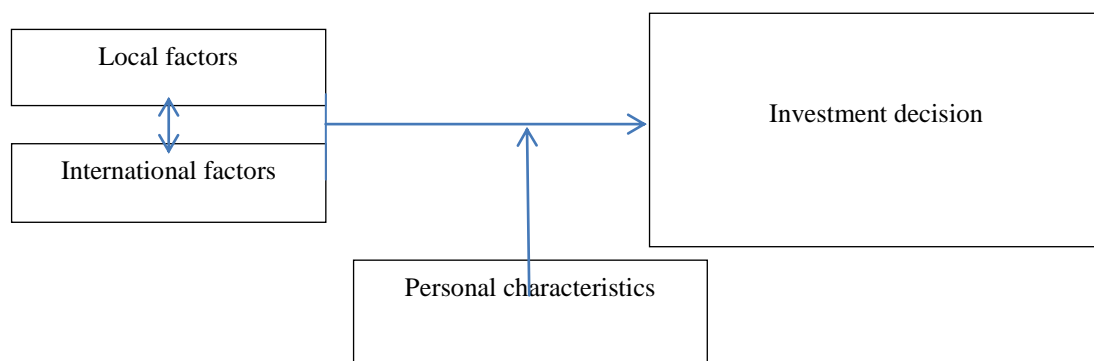 Local factors
Investment decision
International factors
Personal characteristics